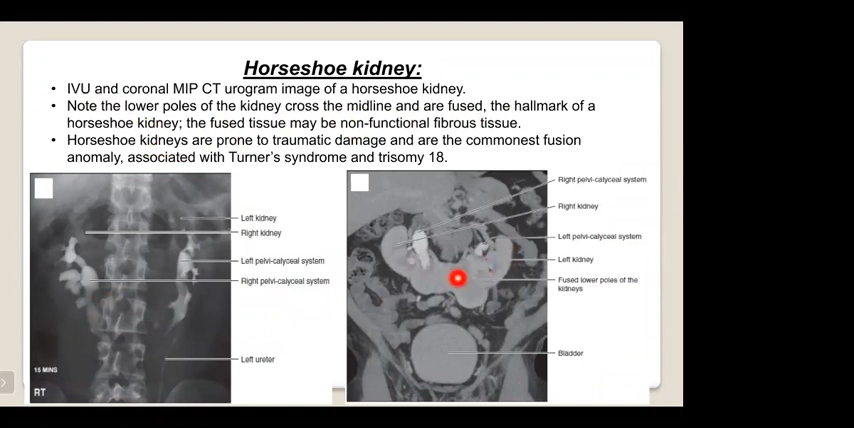 Horseshoe kidney:
• IVU and coronal MIP CT urogram image of a horseshoe kidney.
• Note the lower poles of the kidney cross the midline and are fused, the hallmark of a
horseshoe kidney; the fused tissue may be non-functional fibrous tissue.
• Horseshoe kidneys are prone to traumatic damage and are the commonest fusion
anomaly, associated with Turner's syndrome and trisomy 18.
Left kidney
Right kidney
Left pelvi-calyceal system
Right pelvi-calyceal system
Left ureter
15 MINS
RT
Right pelvi-calyceal system
Right kidney
Left pelvi-calyceal system
Left kidney
Fused lower poles of the
kidneys
Bladder